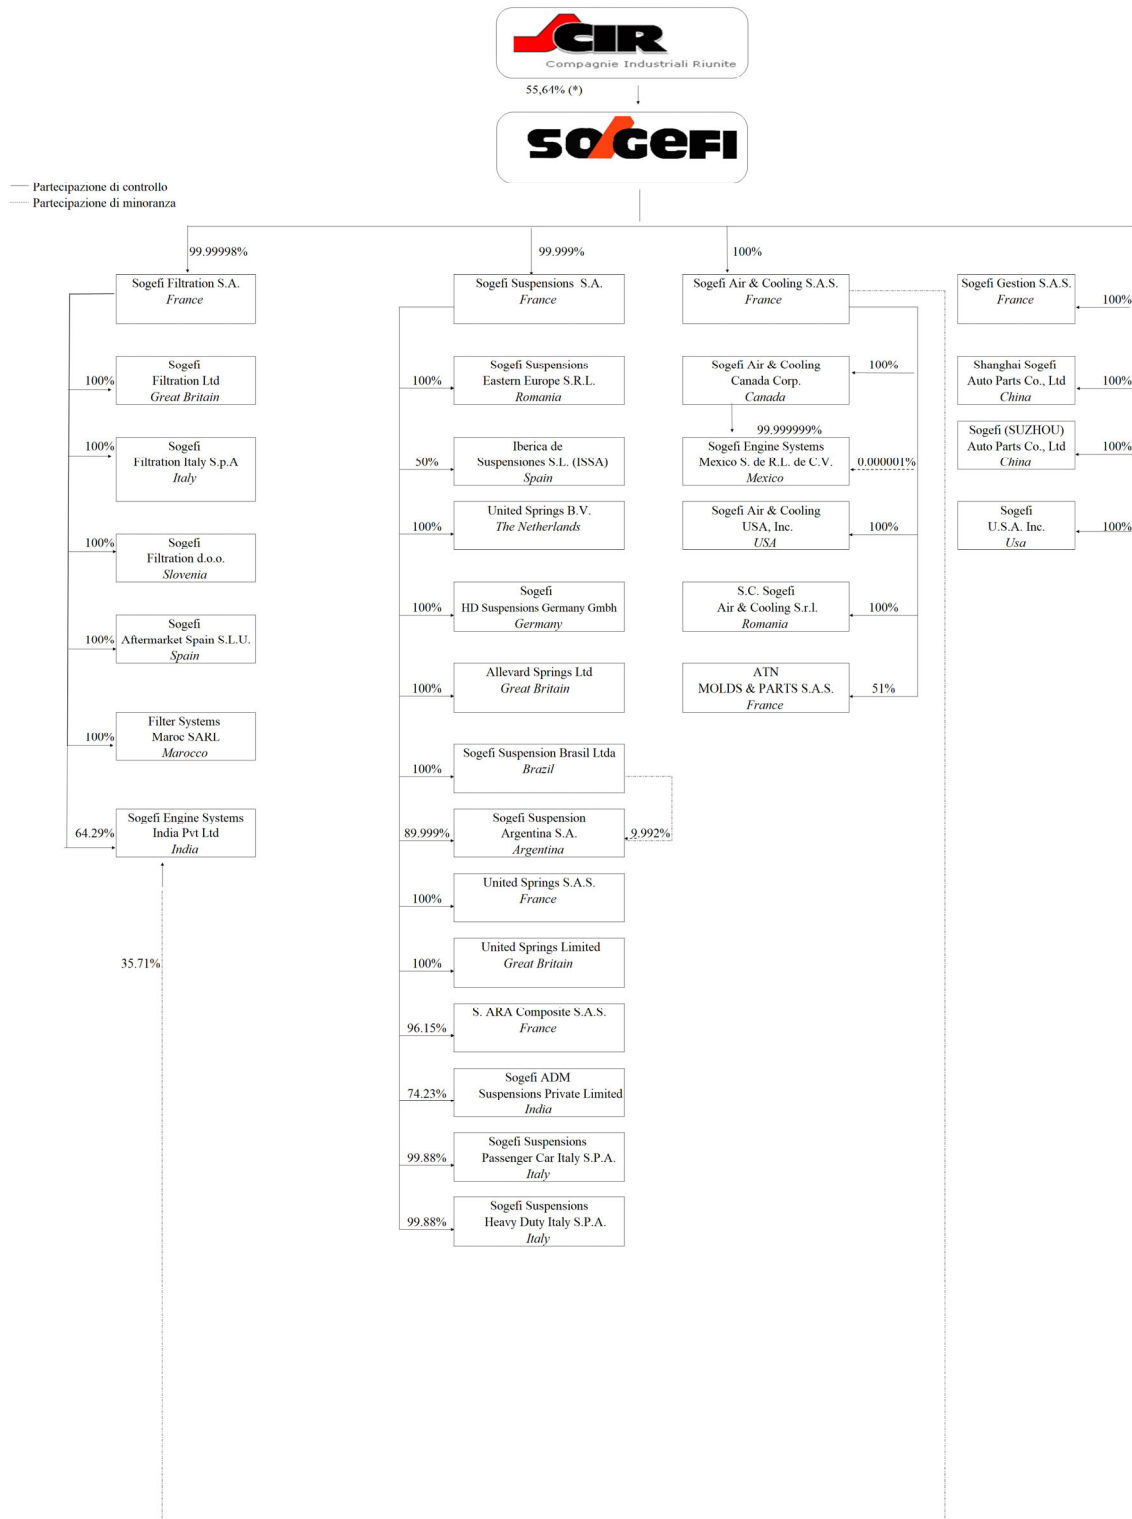 CIR
Compagnie Industriali Riunite
55,64% (*)
SOGEFI
Partecipazione di controllo
Partecipazione di minoranza
99.99998%
99.999%
100%
Sogefi Filtration S.A.
France
Sogefi Suspensions S.A.
France
Sogefi Air & Cooling S.A.S.
France
Sogefi Gestion S.A.S.
France
100%
100%
Sogefi
Filtration Ltd
Great Britain
100%
Sogefi Suspensions
Eastern Europe S.R.L.
Romania
Sogefi Air & Cooling
Canada Corp.
Canada
100%
Shanghai Sogefi
Auto Parts Co., Ltd
China
100%
99.999999%
100%
Sogefi
Filtration Italy S.p.A
Italy
50%
Iberica de
Suspensiones S.L. (ISSA)
Spain
Sogefi Engine Systems
Mexico S. de R.L. de C.V.
Mexico
0.000001%
Sogefi (SUZHOU)
Auto Parts Co., Ltd
China
100%
100%
Sogefi
Filtration d.o.o.
Slovenia
100%
United Springs B.V.
The Netherlands
Sogefi Air & Cooling
USA, Inc.
USA
100%
Sogefi
U.S.A. Inc.
Usa
100%
100%
Sogefi
Aftermarket Spain S.L.U.
Spain
100%
Sogefi
HD Suspensions Germany Gmbh
Germany
S.C. Sogefi
Air & Cooling S.r.l.
Romania
100%
100%
Filter Systems
Maroc SARL
Marocco
100%
Allevard Springs Ltd
Great Britain
ATN
MOLDS & PARTS S.A.S.
France
51%
100%
Sogefi Suspension Brasil Ltda
Brazil
64.29%
Sogefi Engine Systems
India Pvt Ltd
India
89.999%
Sogefi Suspension
Argentina S.A.
Argentina
9.992%
100%
United Springs S.A.S.
France
35.71%
100%
United Springs Limited
Great Britain
96.15%
S. ARA Composite S.A.S.
France
74.23%
Sogefi ADM
Suspensions Private Limited
India
99.88%
Sogefi Suspensions
Passenger Car Italy S.P.A.
Italy
99.88%
Sogefi Suspensions
Heavy Duty Italy S.P.A.
Italy